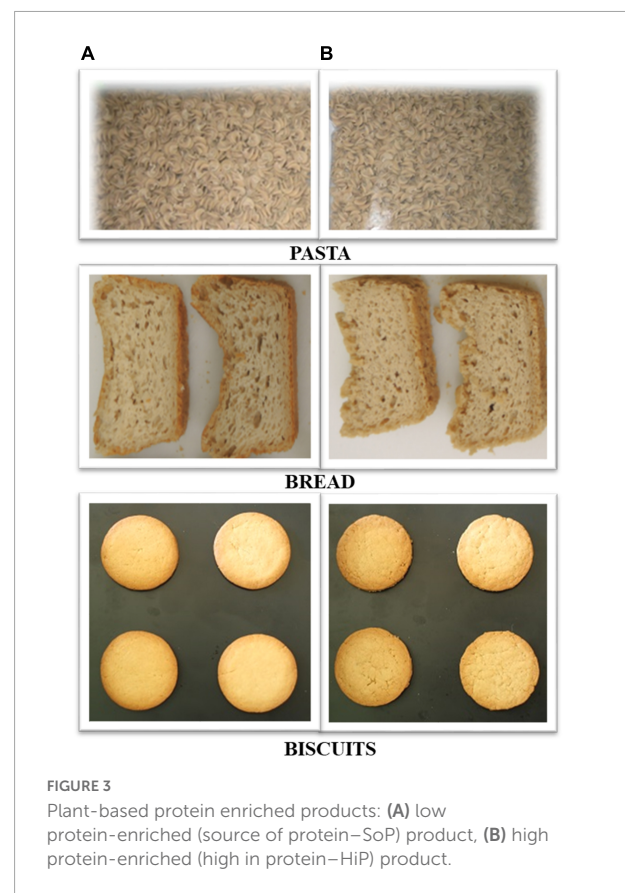 A B
PASTA
BREAD
BISCUITS
FIGURE 3
Plant-based protein enriched products: (A) low
protein-enriched (source of protein–SoP) product, (B) high
protein-enriched (high in protein–HiP) product.